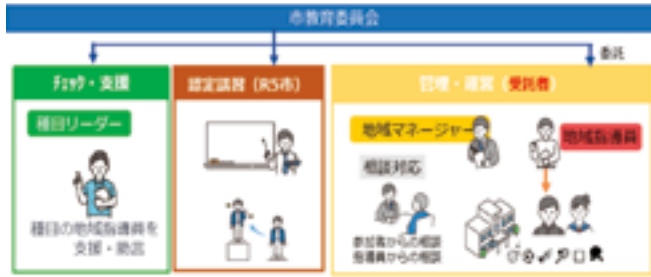 市教育委員会
委託
チェック・支援
種目リーダー
種目の地域指導員を
支援・助言
認定講習（R5市）
管理・運営（受託者）
地域マネージャー
地域指導員
相談対応
参加者からの相談
指導員からの相談